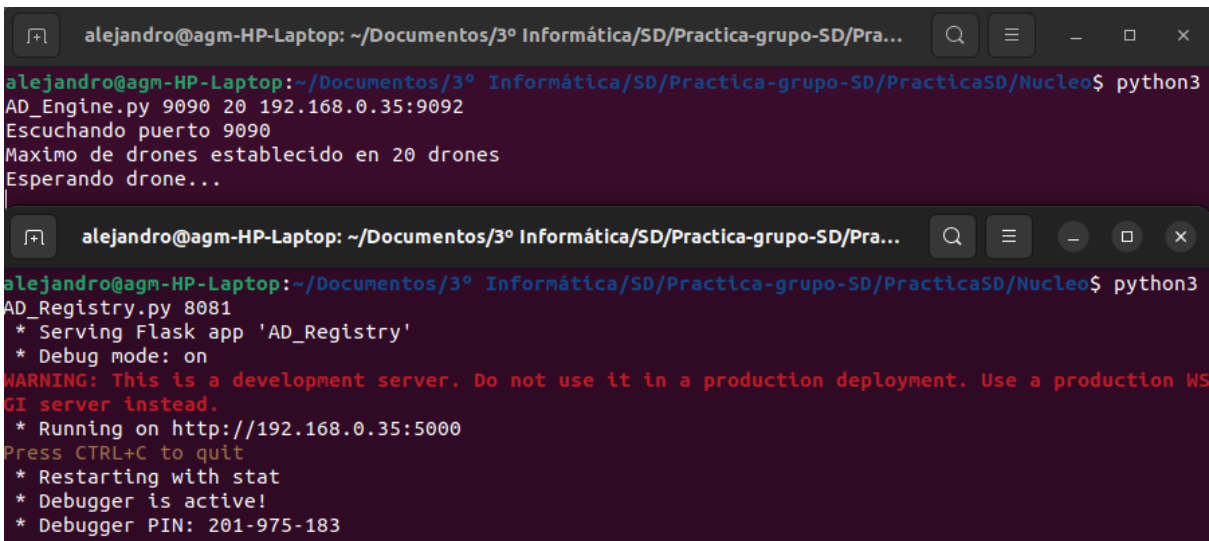 alejandro@agm-HP-Laptop: ~/Documentos/3º Informática/SD/Practica-grupo-SD/Pra...
alejandro@agm-HP-Laptop:~/Documentos/3º Informática/SD/Practica-grupo-SD/PracticaSD/Nucleo$ python3
AD_Engine.py 9090 20 192.168.0.35:9092
Escuchando puerto 9090
Maximo de drones establecido en 20 drones
Esperando drone...
alejandro@agm-HP-Laptop: ~/Documentos/3º Informática/SD/Practica-grupo-SD/Pra...
alejandro@agm-HP-Laptop:~/Documentos/3º Informática/SD/Practica-grupo-SD/PracticaSD/Nucleo$ python3
AD_Registry.py 8081
* Serving Flask app 'AD_Registry'
* Debug mode: on
WARNING: This is a development server. Do not use it in a production deployment. Use a production WS
GI server instead.
* Running on http://192.168.0.35:5000
Press CTRL+C to quit
* Restarting with stat
* Debugger is active!
* Debugger PIN: 201-975-183